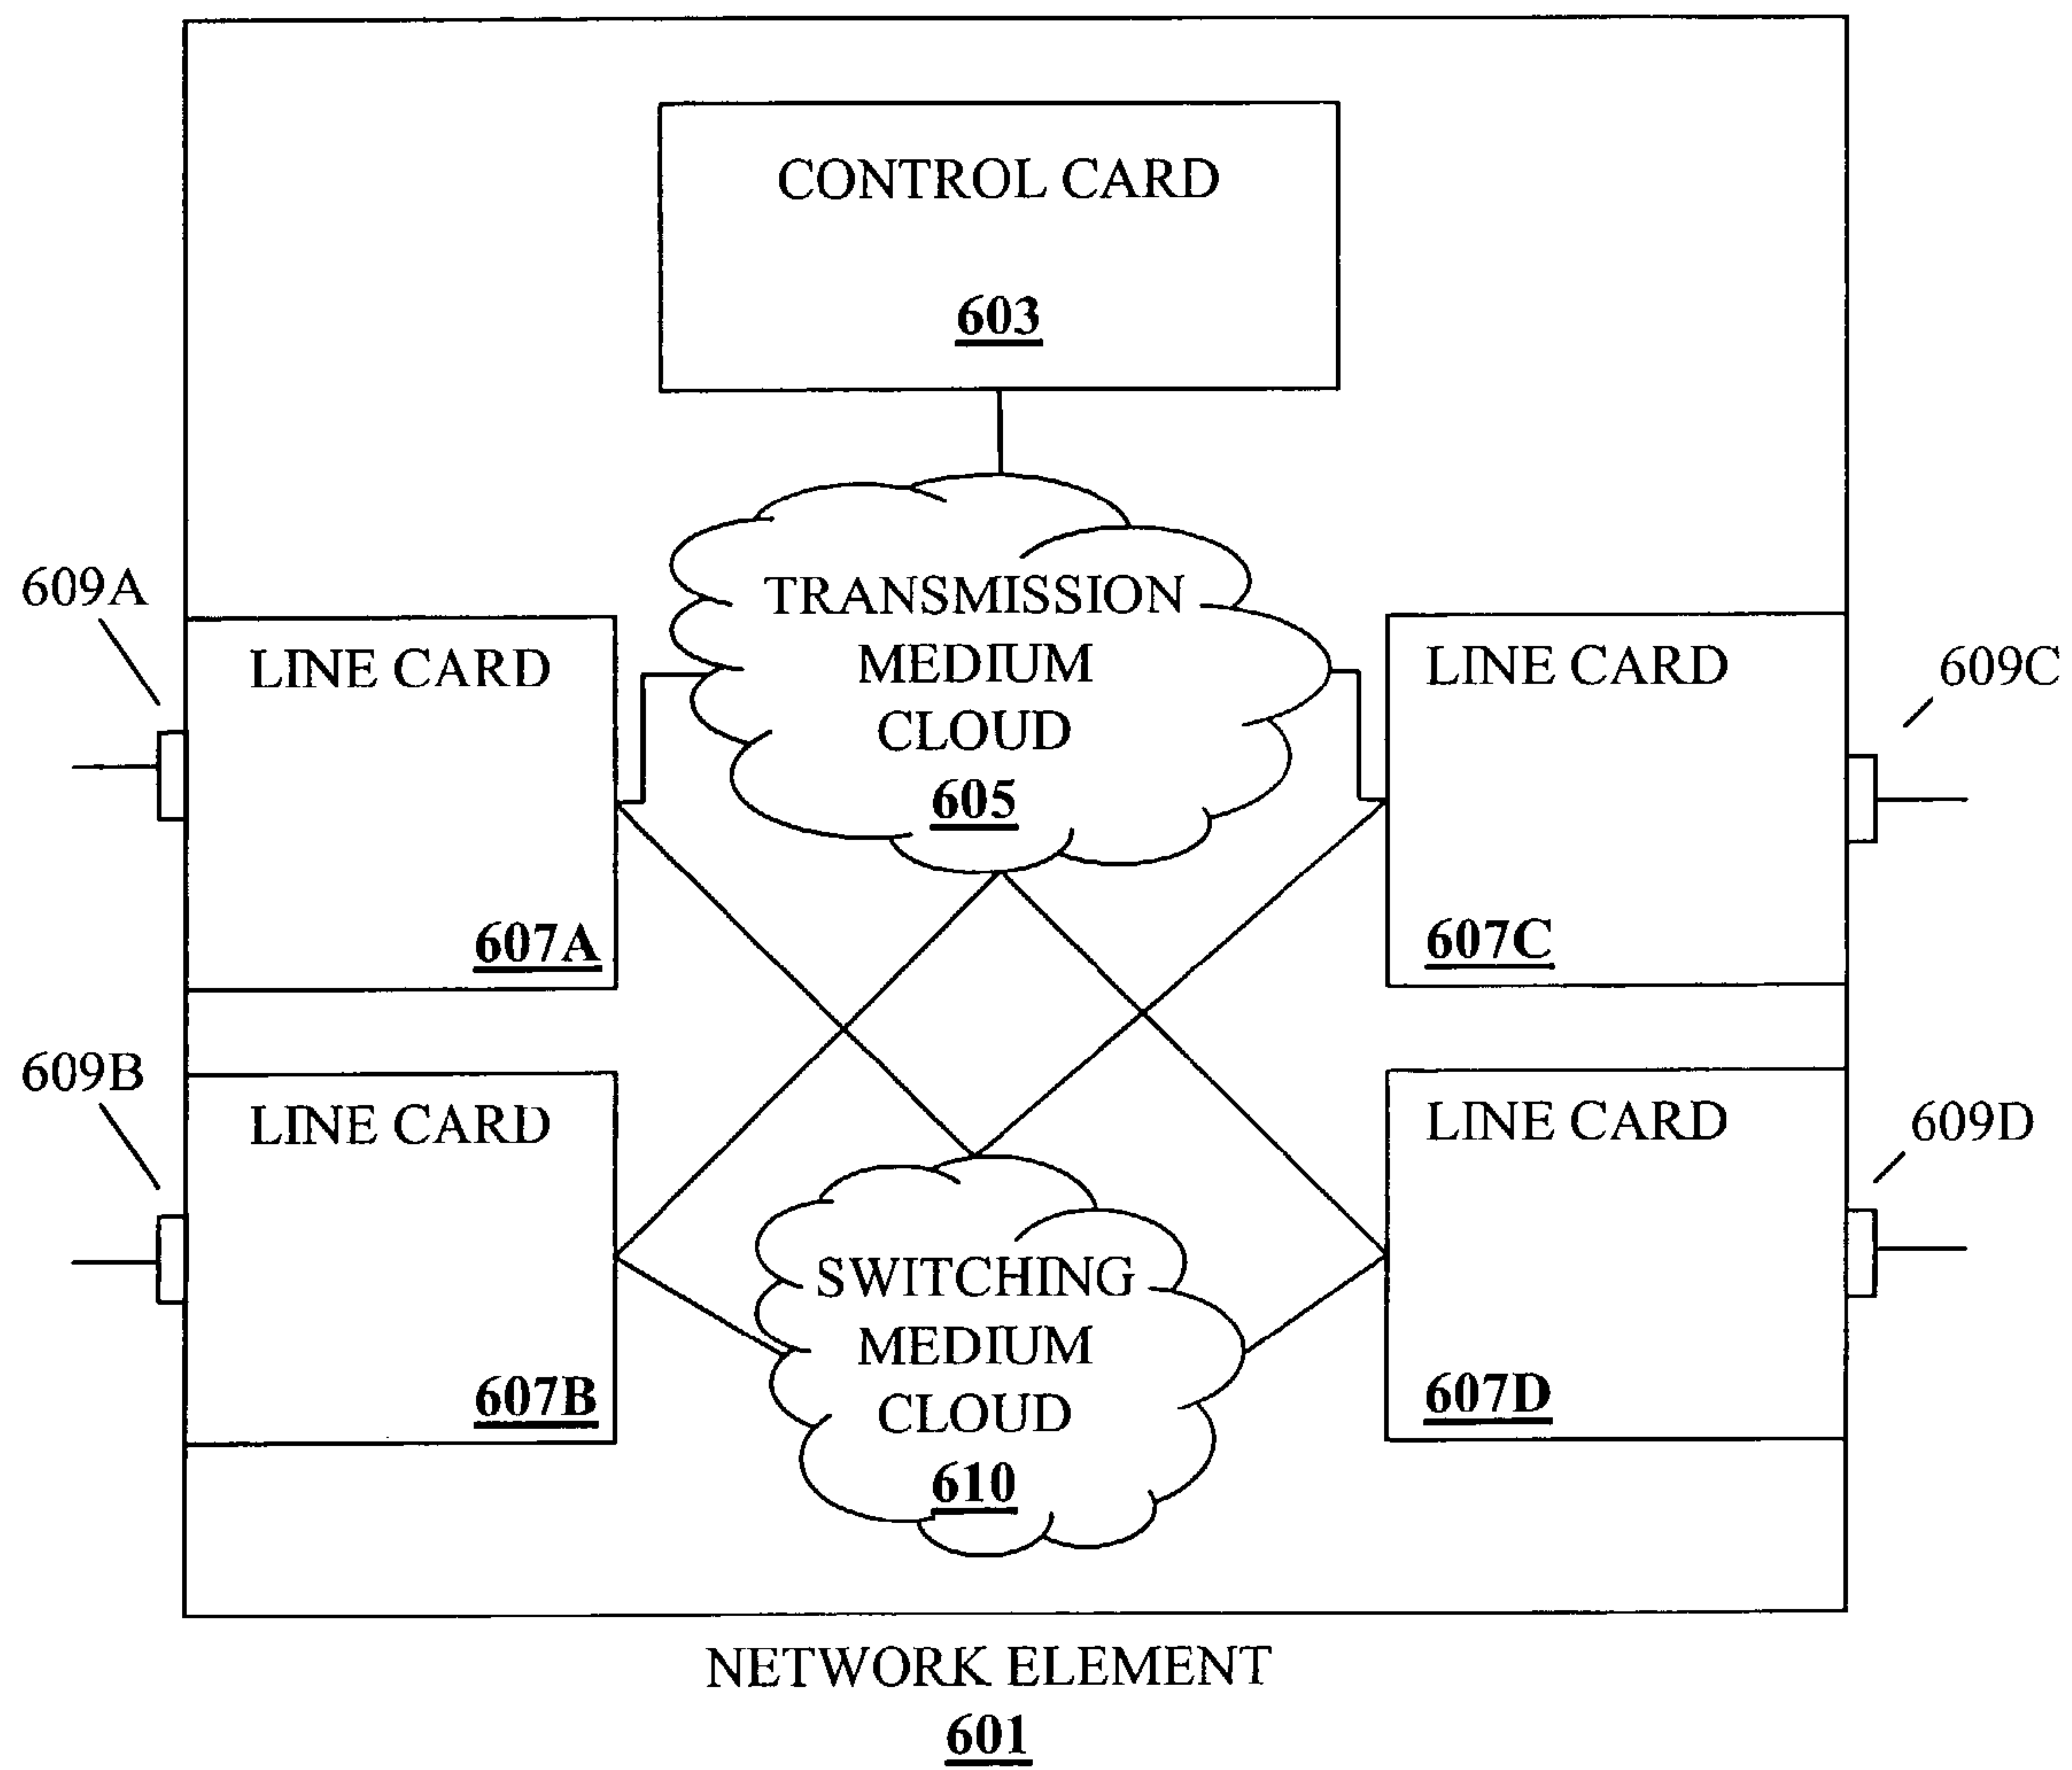 CONTROL CARD
603
609A
TRANSMISSION
MEDIUM
CLOUD
605
LINE CARD
607A
LINE CARD
607C
609C
609B
LINE CARD
607B
SWITCHING
MEDIUM
CLOUD
610
LINE CARD
607D
609D
NETWORK ELEMENT
601